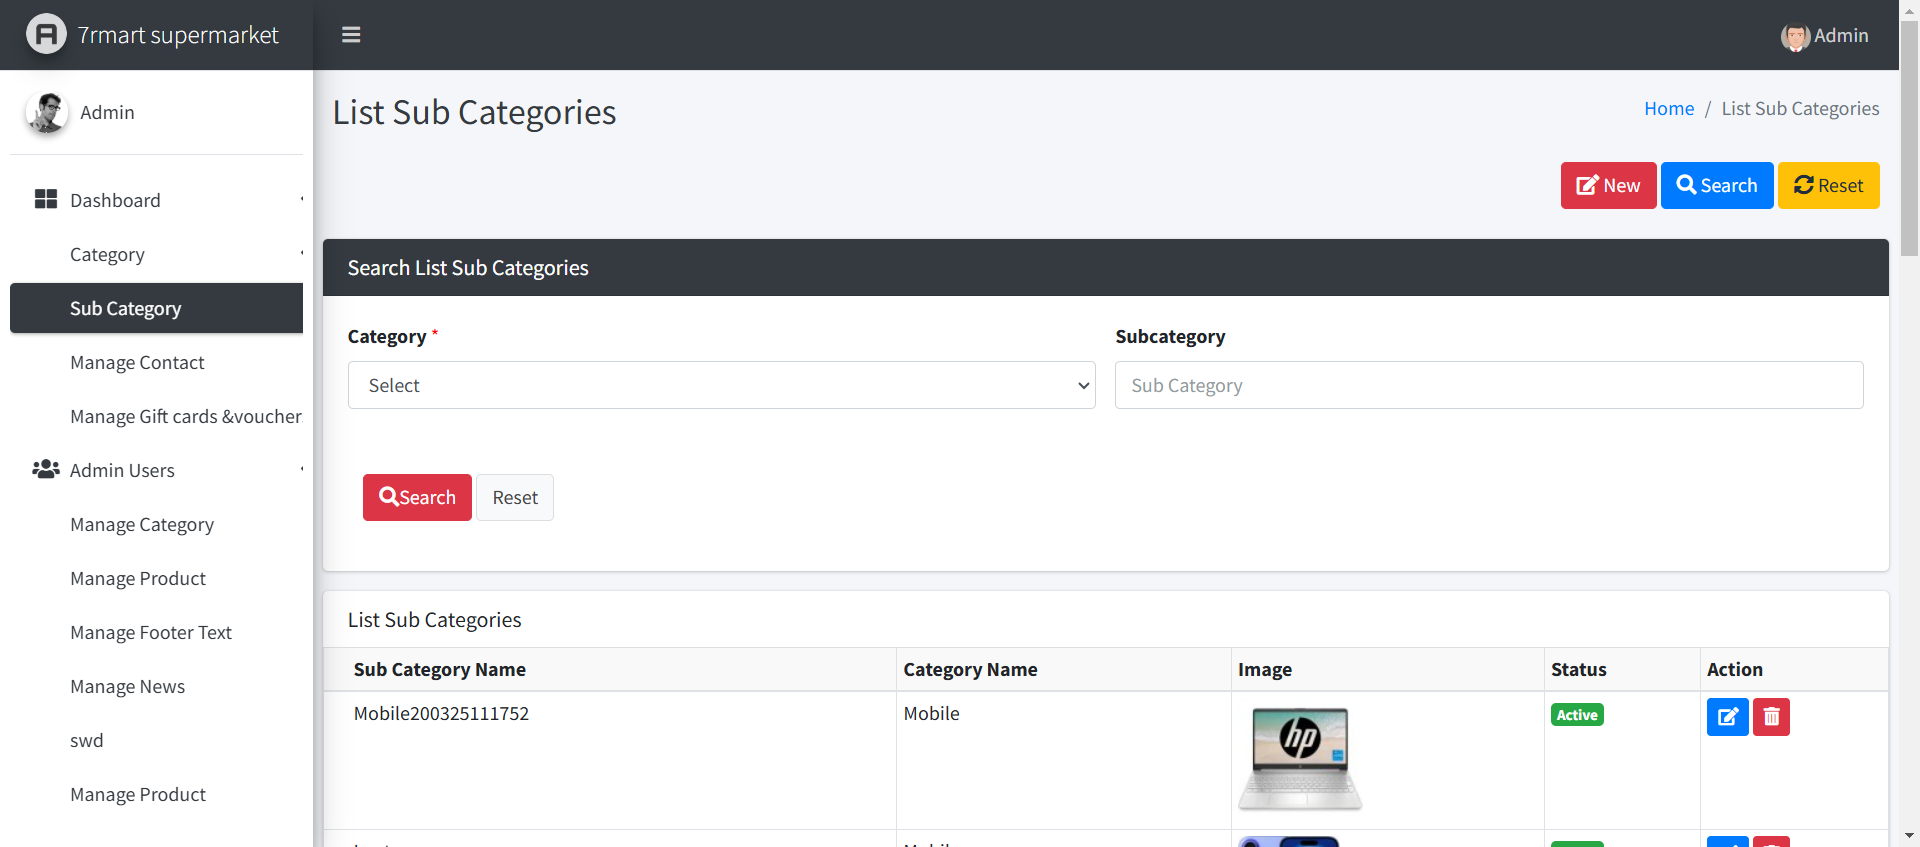 7rmart supermarket
Admin
Admin
List Sub Categories
Home / List Sub Categories
New
Search
Reset
Dashboard
Category
Sub Category
Manage Contact
Manage Gift cards &voucher
Admin Users
Manage Category
Manage Product
Manage Footer Text
Manage News
swd
Manage Product
Search List Sub Categories
Category *
Subcategory
Select
Sub Category
Search
Reset
List Sub Categories
Sub Category Name Category Name Image Status Action
Mobile200325111752 Mobile hp Active